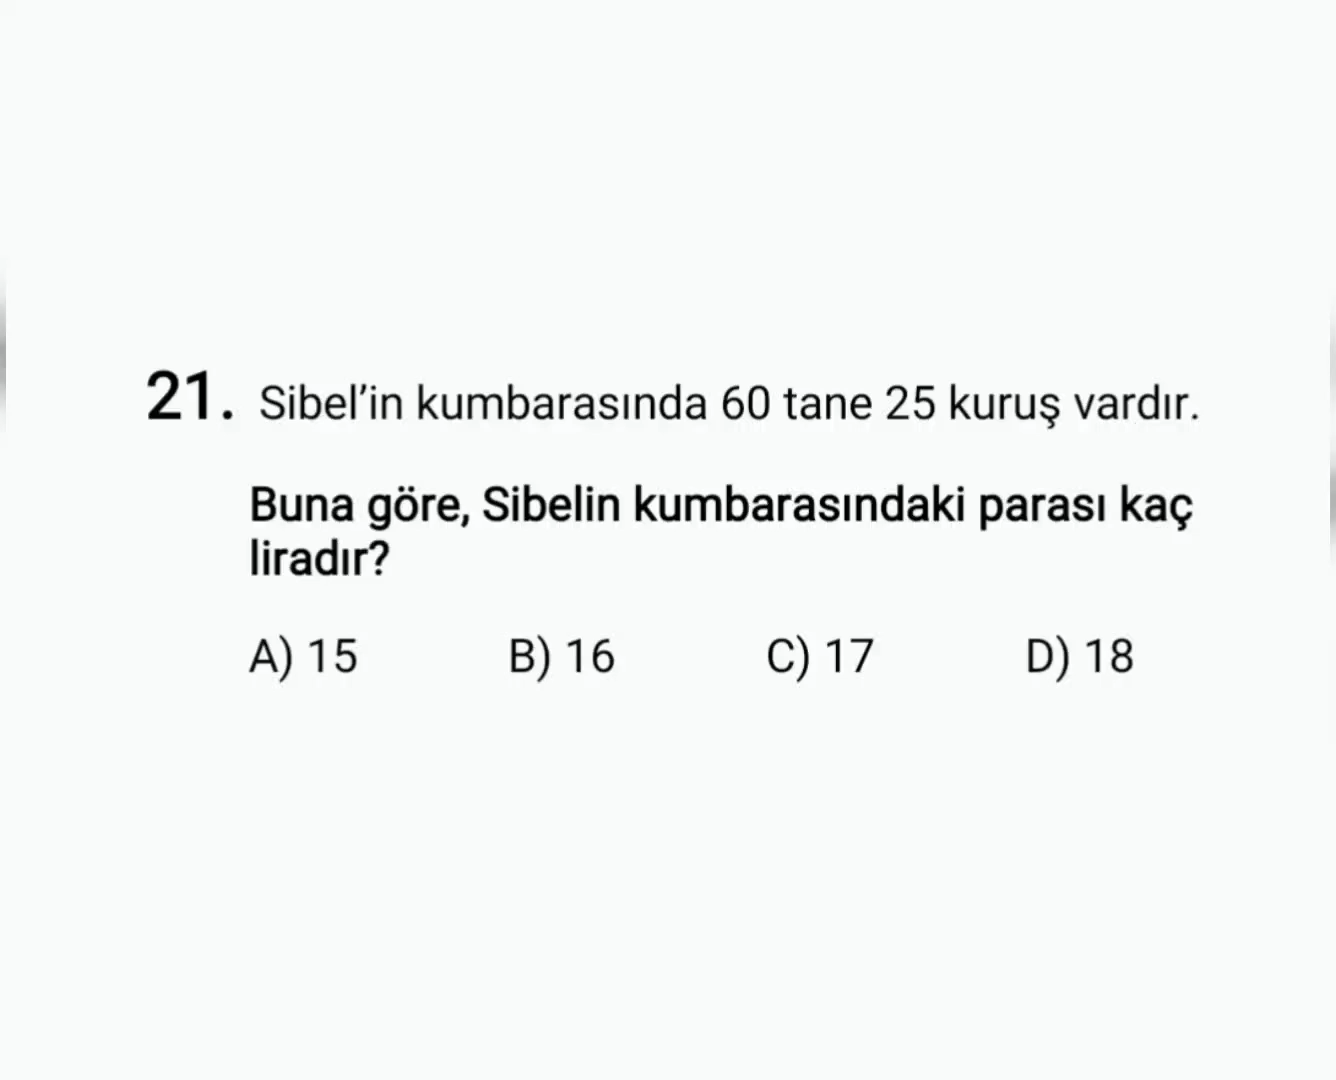 21. Sibel'in kumbarasında 60 tane 25 kuruş vardır.
Buna göre, Sibelin kumbarasındaki parası kaç
liradır?
A) 15 B) 16 C) 17 D) 18